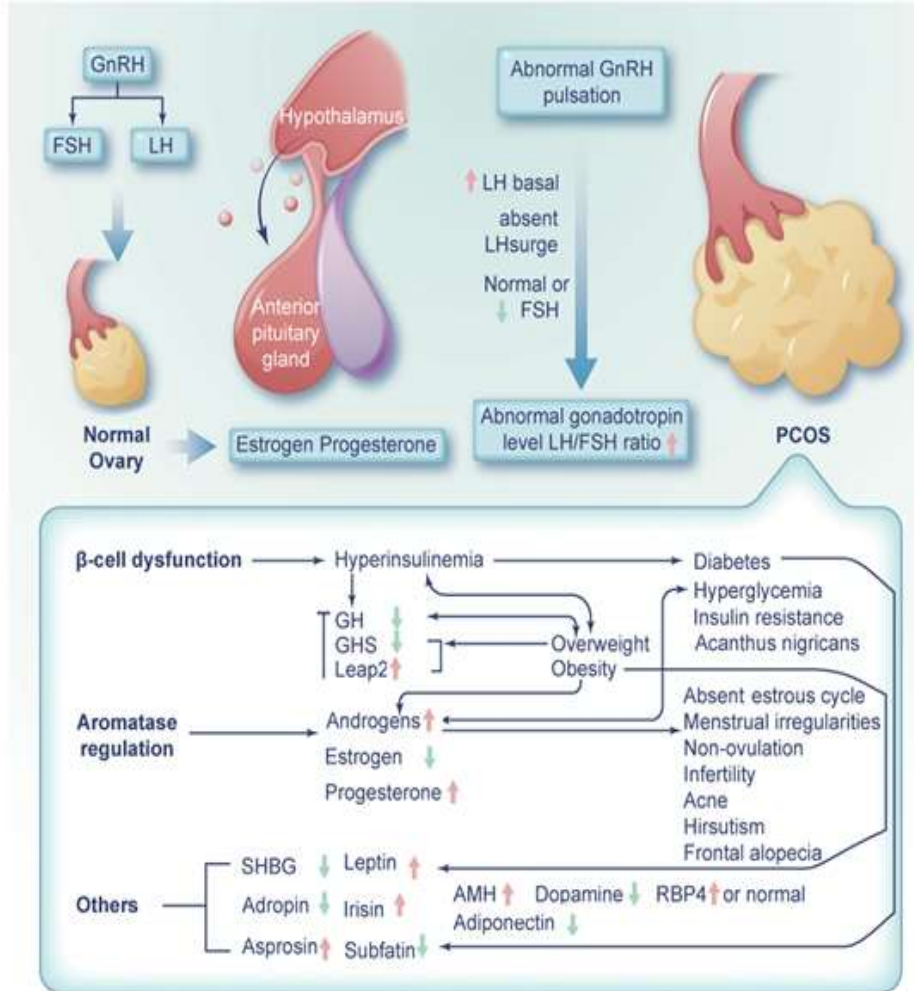 GnRH
FSH
LH
Hypothalamus
Anterior
pituitary
gland
Normal
Ovary
Estrogen Progesterone
Abnormal GnRH
pulsation
↑ LH basal
absent
LHsurge
Normal or
↓ FSH
Abnormal gonadotropin
level LH/FSH ratio ↑
PCOS
β-cell dysfunction
Hyperinsulinemia
Diabetes
Hyperglycemia
Insulin resistance
Acanthus nigricans
GH ↓
GHS ↓
Leap2 ↑
Overweight
Obesity
Aromatase
regulation
Androgens ↑
Estrogen ↓
Progesterone ↑
Absent estrous cycle
Menstrual irregularities
Non-ovulation
Infertility
Acne
Hirsutism
Frontal alopecia
Others
SHBG ↓ Leptin ↑
Adropin ↓ Irisin ↑
Asprosin ↑ Subfatin ↓
AMH ↑ Dopamine ↓ RBP4 ↑ or normal
Adiponectin ↓